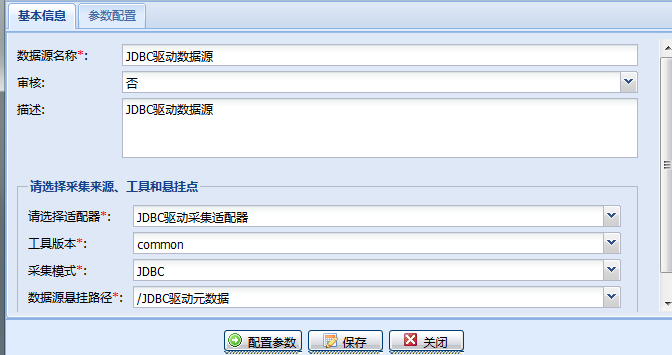 基本信息 参数配置
数据源名称*: JDBC驱动数据源
审核: 否
描述: JDBC驱动数据源
请选择采集来源、工具和悬挂点
请选择适配器*: JDBC驱动采集适配器
工具版本*: common
采集模式*: JDBC
数据源悬挂路径*: /JDBC驱动元数据
配置参数 保存 关闭